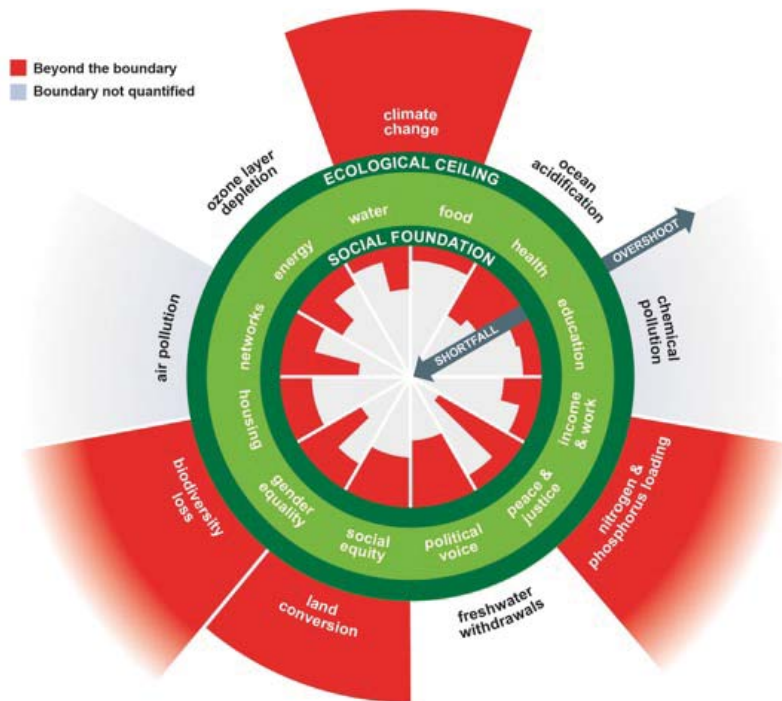 Beyond the boundary
Boundary not quantified
climate
change
ozone layer
depletion
ocean
acidification
ECOLOGICAL CEILING
water
food
energy
health
SOCIAL FOUNDATION
OVERSHOOT
SHORTFALL
air pollution
networks
education
chemical
pollution
housing
income
& work
biodiversity
loss
gender
equality
social
equity
political
voice
peace &
justice
nitrogen &
phosphorus loading
land
conversion
freshwater
withdrawals